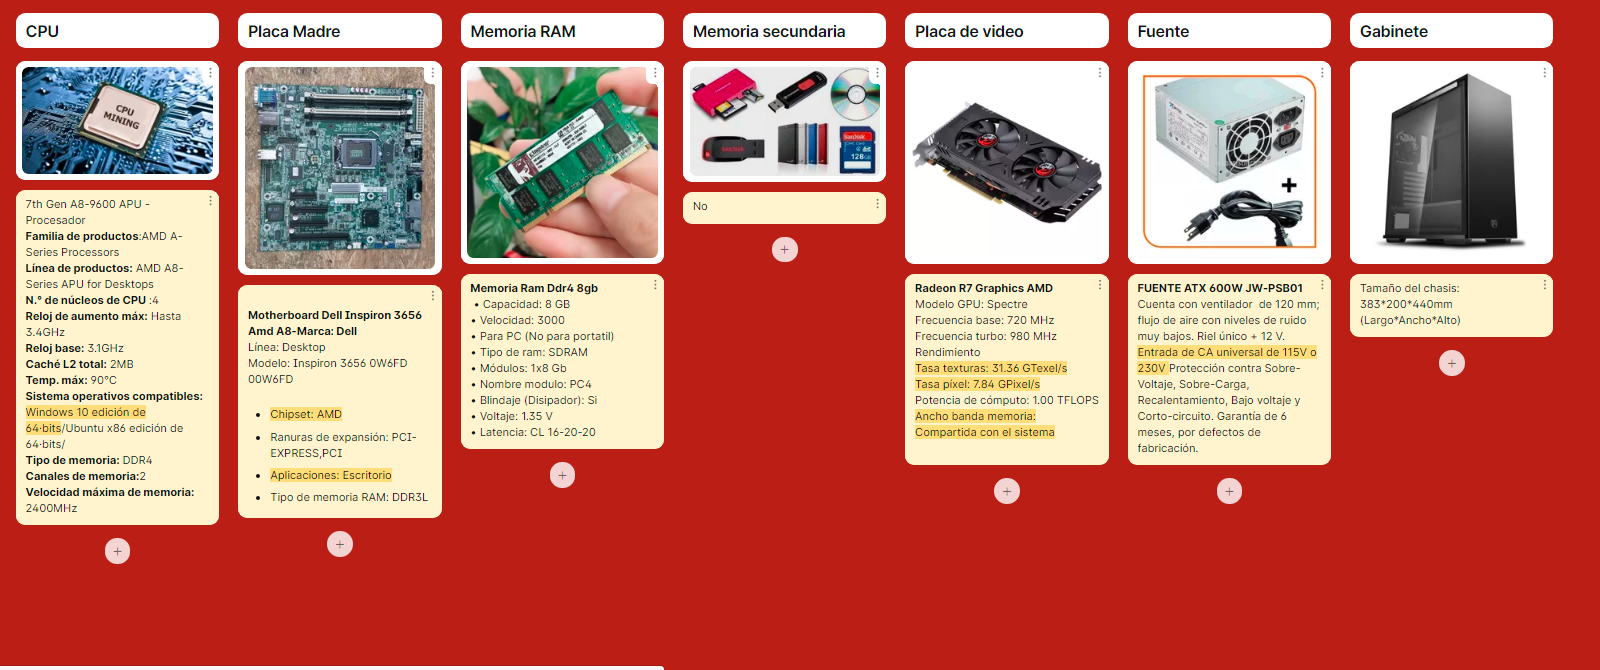 CPU
Placa Madre
Memoria RAM
Memoria secundaria
Placa de video
Fuente
Gabinete
CPU
MINING
7th Gen A8-9600 APU -
Procesador
Familia de productos:AMD A-
Series Processors
Línea de productos: AMD A8-
Series APU for Desktops
N.° de núcleos de CPU :4
Reloj de aumento máx: Hasta
3.4GHz
Reloj base: 3.1GHz
Caché L2 total: 2MB
Temp. máx: 90°C
Sistema operativos compatibles:
Windows 10 edición de
64-bits/Ubuntu x86 edición de
64-bits/
Tipo de memoria: DDR4
Canales de memoria:2
Velocidad máxima de memoria:
2400MHz
Motherboard Dell Inspiron 3656
Amd A8-Marca: Dell
Línea: Desktop
Modelo: Inspiron 3656 0W6FD
00W6FD
• Chipset: AMD
• Ranuras de expansión: PCI-
EXPRESS,PCI
• Aplicaciones: Escritorio
• Tipo de memoria RAM: DDR3L
Kingston
Memoria Ram Ddr4 8gb
• Capacidad: 8 GB
• Velocidad: 3000
• Para PC (No para portatil)
• Tipo de ram: SDRAM
• Módulos: 1x8 Gb
• Nombre modulo: PC4
• Blindaje (Disipador): Si
• Voltaje: 1.35 V
• Latencia: CL 16-20-20
SanDisk
SanDisk
128GB
No
Radeon R7 Graphics AMD
Modelo GPU: Spectre
Frecuencia base: 720 MHz
Frecuencia turbo: 980 MHz
Rendimiento
Tasa texturas: 31.36 GTexel/s
Tasa píxel: 7.84 GPixel/s
Potencia de cómputo: 1.00 TFLOPS
Ancho banda memoria:
Compartida con el sistema
+
FUENTE ATX 600W JW-PSB01
Cuenta con ventilador de 120 mm;
flujo de aire con niveles de ruido
muy bajos. Riel único + 12 V.
Entrada de CA universal de 115V o
230V Protección contra Sobre-
Voltaje, Sobre-Carga,
Recalentamiento, Bajo voltaje y
Corto-circuito. Garantía de 6
meses, por defectos de
fabricación.
Tamaño del chasis:
383*200*440mm
(Largo*Ancho*Alto)